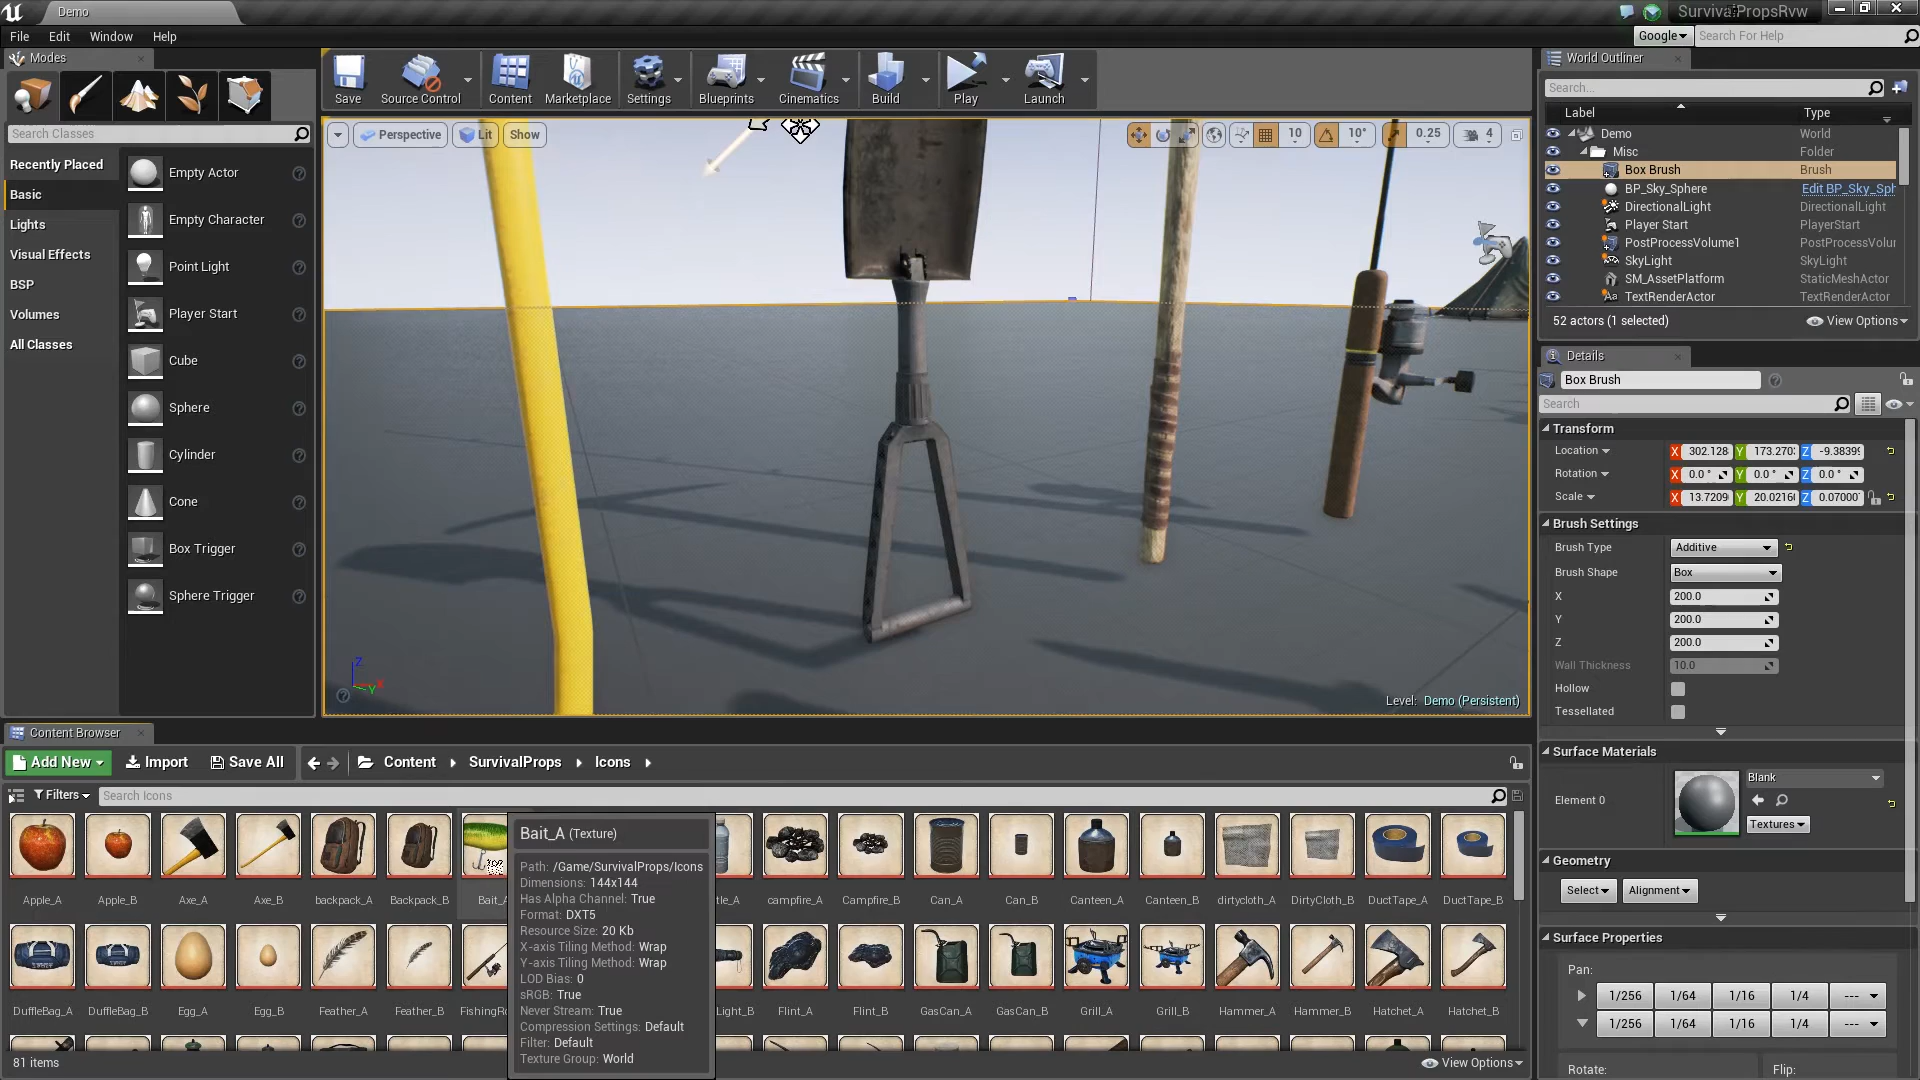 Demo
SurvivalPropsRvw
File Edit Window Help
Google
Search For Help
Modes
Search Classes
Recently Placed
Basic
Lights
Visual Effects
BSP
Volumes
All Classes
Empty Actor
Empty Character
Point Light
Player Start
Cube
Sphere
Cylinder
Cone
Box Trigger
Sphere Trigger
Save
Source Control
Content
Marketplace
Settings
Blueprints
Cinematics
Build
Play
Launch
Perspective
Lit
Show
10
10°
0.25
4
Z
X
Y
Level: Demo (Persistent)
World Outliner
Search...
Label Type
Demo World
Misc Folder
Box Brush Brush
BP_Sky_Sphere Edit BP_Sky_Sph
DirectionalLight DirectionalLight
Player Start PlayerStart
PostProcessVolume1 PostProcessVolur
SkyLight SkyLight
SM_AssetPlatform StaticMeshActor
TextRenderActor TextRenderActor
52 actors (1 selected)
View Options
Details
Box Brush
Search
Transform
Location X 302.128 Y 173.270 Z -9.38399
Rotation X 0.0 ° Y 0.0 ° Z 0.0 °
Scale X 13.7209 Y 20.0216 Z 0.07000
Brush Settings
Brush Type Additive
Brush Shape Box
X 200.0
Y 200.0
Z 200.0
Wall Thickness 10.0
Hollow
Tessellated
Surface Materials
Element 0
Blank
Textures
Geometry
Select
Alignment
Surface Properties
Pan:
1/256 1/64 1/16 1/4 ---
1/256 1/64 1/16 1/4 ---
Rotate: Flip:
Content Browser
Add New
Import
Save All
Content
SurvivalProps
Icons
Filters
Search Icons
Apple_A Apple_B Axe_A Axe_B backpack_A Backpack_B Bait_A campfire_A Campfire_B Can_A Can_B Canteen_A Canteen_B dirtycloth_A DirtyCloth_B DuctTape_A DuctTape_B
DuffleBag_A DuffleBag_B Egg_A Egg_B Feather_A Feather_B FishingRo Light_B Flint_A Flint_B GasCan_A GasCan_B Grill_A Grill_B Hammer_A Hammer_B Hatchet_A Hatchet_B
Bait_A (Texture)
Path: /Game/SurvivalProps/Icons
Dimensions: 144x144
Has Alpha Channel: True
Format: DXT5
Resource Size: 20 Kb
X-axis Tiling Method: Wrap
Y-axis Tiling Method: Wrap
LOD Bias: 0
sRGB: True
Never Stream: True
Compression Settings: Default
Filter: Default
Texture Group: World
81 items
View Options